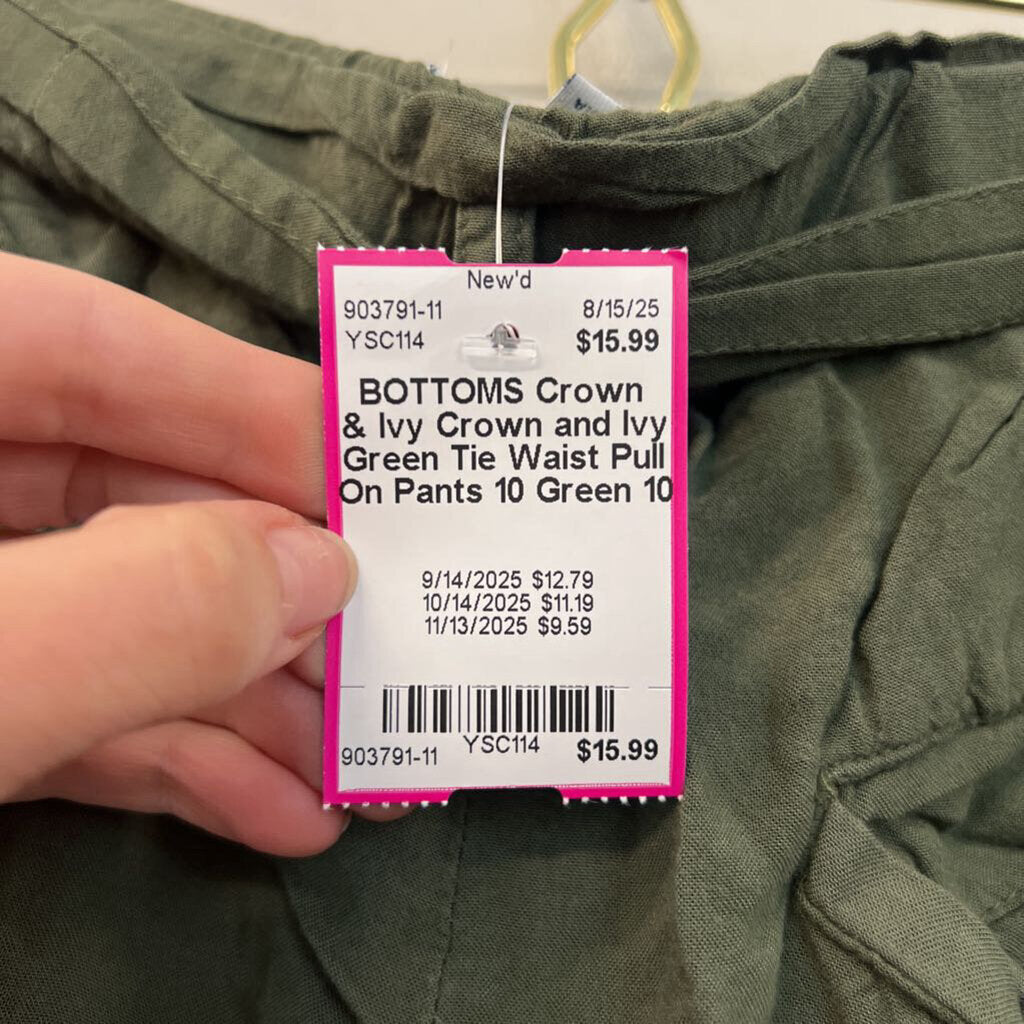 New'd
903791-11 8/15/25
YSC114 $15.99
BOTTOMS Crown
& Ivy Crown and Ivy
Green Tie Waist Pull
On Pants 10 Green 10
9/14/2025 $12.79
10/14/2025 $11.19
11/13/2025 $9.59
903791-11 YSC114 $15.99